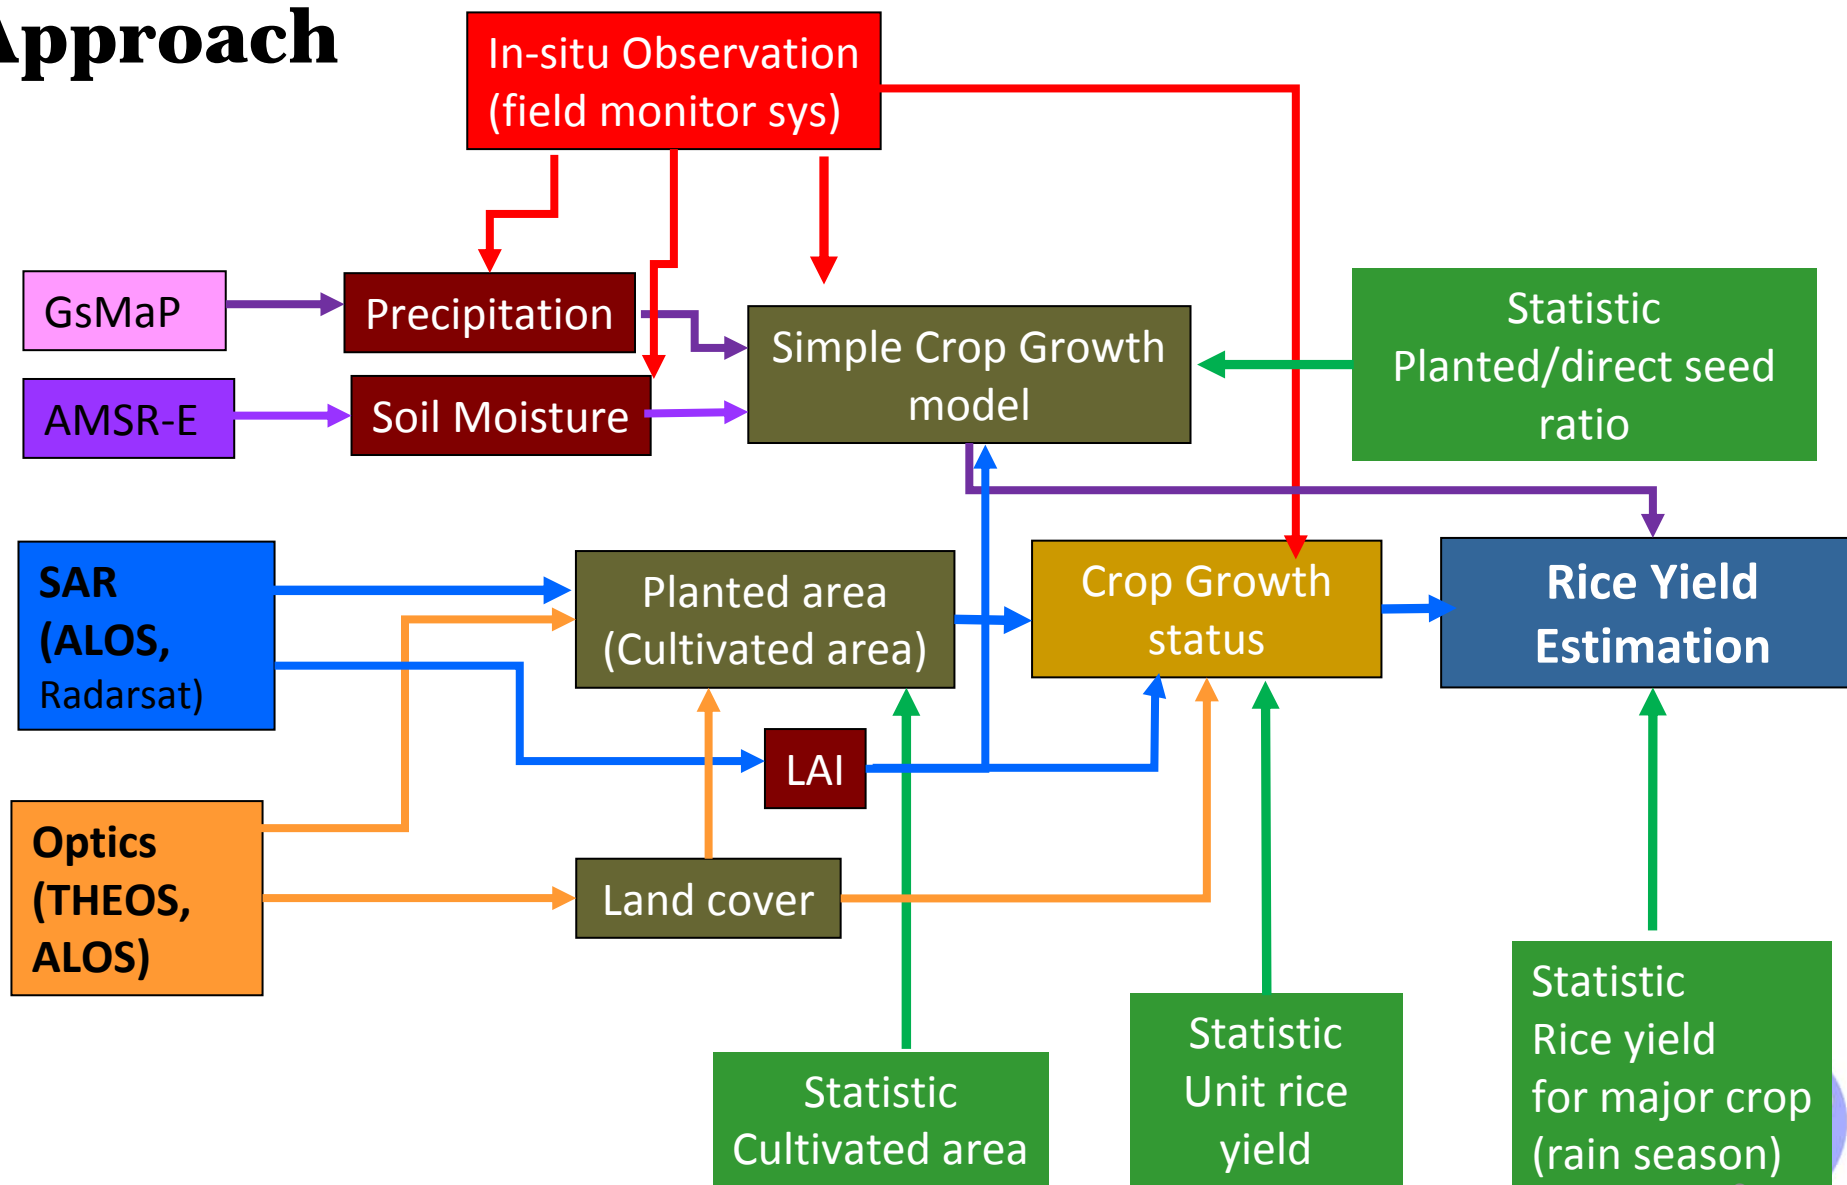 Approach
In-situ Observation
(field monitor sys)
GsMaP
Precipitation
Simple Crop Growth
model
Statistic
Planted/direct seed
ratio
AMSR-E
Soil Moisture
SAR
(ALOS,
Radarsat)
Planted area
(Cultivated area)
Crop Growth
status
Rice Yield
Estimation
LAI
Optics
(THEOS,
ALOS)
Land cover
Statistic
Cultivated area
Statistic
Unit rice
yield
Statistic
Rice yield
for major crop
(rain season)